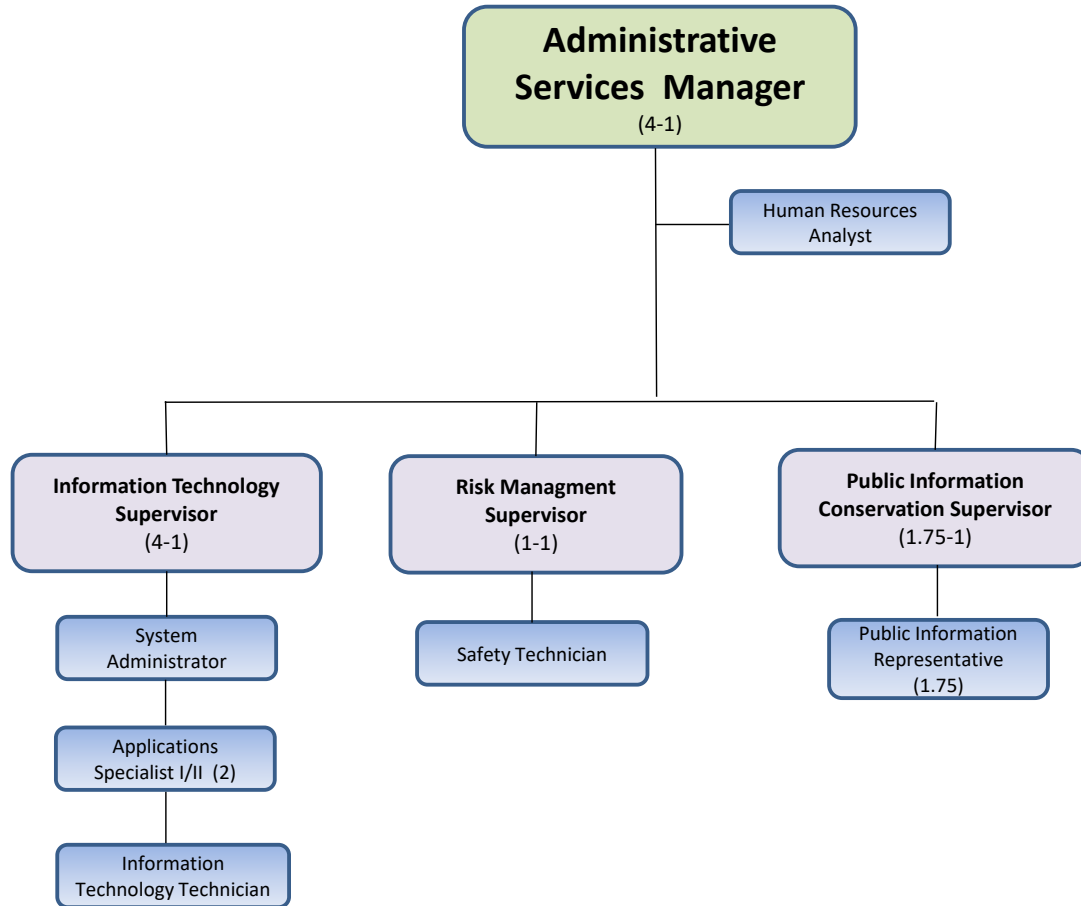 Administrative
Services Manager
(4-1)
Human Resources
Analyst
Information Technology
Supervisor
(4-1)
Risk Managment
Supervisor
(1-1)
Public Information
Conservation Supervisor
(1.75-1)
System
Administrator
Safety Technician
Public Information
Representative
(1.75)
Applications
Specialist I/II (2)
Information
Technology Technician